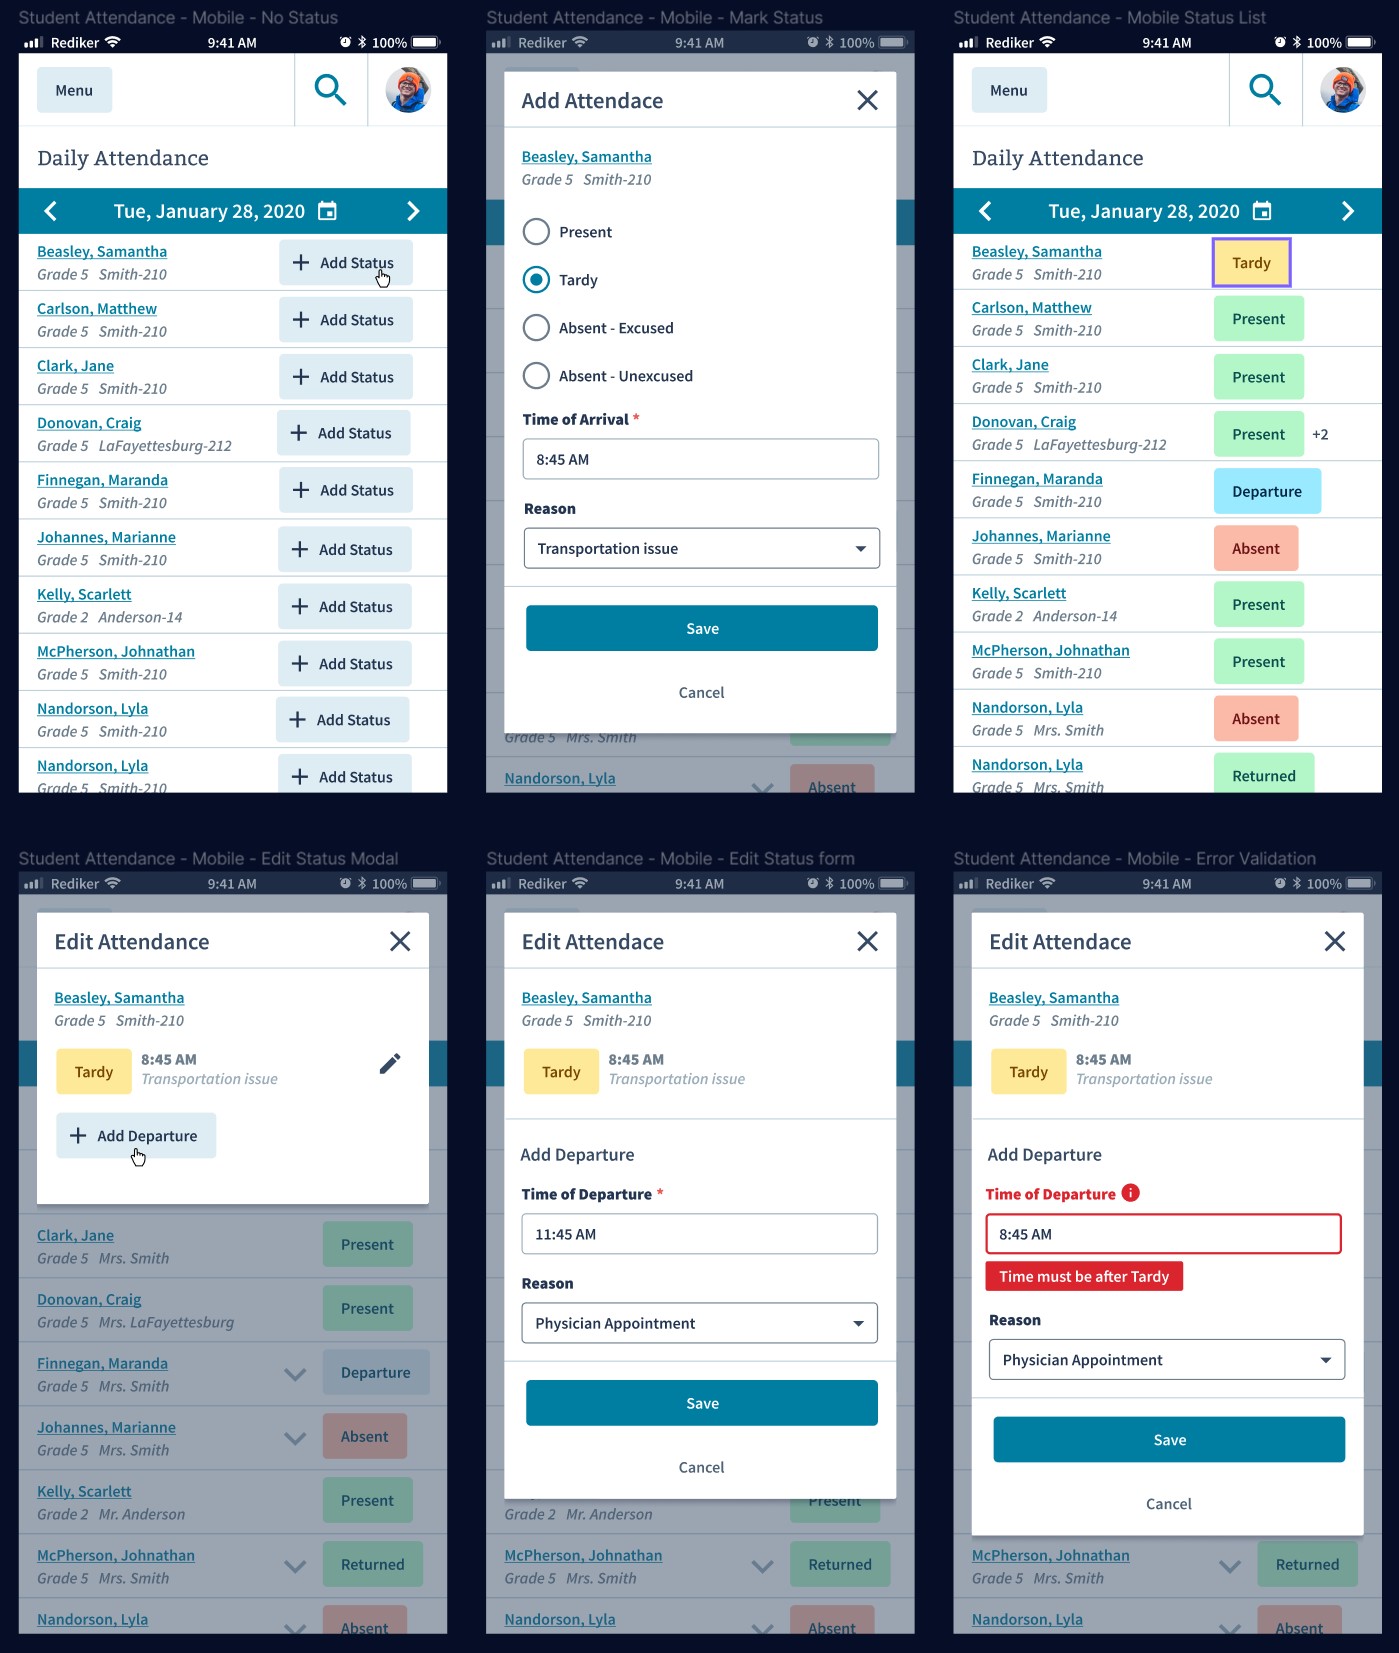 Student Attendance - Mobile - No Status
Rediker 9:41 AM 100%
Menu
Daily Attendance
Tue, January 28, 2020
Beasley, Samantha
Grade 5 Smith-210
+ Add Status
Carlson, Matthew
Grade 5 Smith-210
+ Add Status
Clark, Jane
Grade 5 Smith-210
+ Add Status
Donovan, Craig
Grade 5 LaFayettesburg-212
+ Add Status
Finnegan, Maranda
Grade 5 Smith-210
+ Add Status
Johannes, Marianne
Grade 5 Smith-210
+ Add Status
Kelly, Scarlett
Grade 2 Anderson-14
+ Add Status
McPherson, Johnathan
Grade 5 Smith-210
+ Add Status
Nandorson, Lyla
Grade 5 Smith-210
+ Add Status
Nandorson, Lyla
Grade 5 Smith-210
+ Add Status
Student Attendance - Mobile - Mark Status
Rediker 9:41 AM 100%
Add Attendace
Beasley, Samantha
Grade 5 Smith-210
Present
Tardy
Absent - Excused
Absent - Unexcused
Time of Arrival *
8:45 AM
Reason
Transportation issue
Save
Cancel
Grade 5 Mrs. Smith
Nandorson, Lyla
Absent
Student Attendance - Mobile Status List
Rediker 9:41 AM 100%
Menu
Daily Attendance
Tue, January 28, 2020
Beasley, Samantha
Grade 5 Smith-210
Tardy
Carlson, Matthew
Grade 5 Smith-210
Present
Clark, Jane
Grade 5 Smith-210
Present
Donovan, Craig
Grade 5 LaFayettesburg-212
Present +2
Finnegan, Maranda
Grade 5 Smith-210
Departure
Johannes, Marianne
Grade 5 Smith-210
Absent
Kelly, Scarlett
Grade 2 Anderson-14
Present
McPherson, Johnathan
Grade 5 Smith-210
Present
Nandorson, Lyla
Grade 5 Mrs. Smith
Absent
Nandorson, Lyla
Grade 5 Mrs. Smith
Returned
Student Attendance - Mobile - Edit Status Modal
Rediker 9:41 AM 100%
Edit Attendance
Beasley, Samantha
Grade 5 Smith-210
Tardy
8:45 AM
Transportation issue
+ Add Departure
Clark, Jane
Grade 5 Mrs. Smith
Present
Donovan, Craig
Grade 5 Mrs. LaFayettesburg
Present
Finnegan, Maranda
Grade 5 Mrs. Smith
Departure
Johannes, Marianne
Grade 5 Mrs. Smith
Absent
Kelly, Scarlett
Grade 2 Mr. Anderson
Present
McPherson, Johnathan
Grade 5 Mrs. Smith
Returned
Nandorson, Lyla
Absent
Student Attendance - Mobile - Edit Status form
Rediker 9:41 AM 100%
Edit Attendace
Beasley, Samantha
Grade 5 Smith-210
Tardy
8:45 AM
Transportation issue
Add Departure
Time of Departure *
11:45 AM
Reason
Physician Appointment
Save
Cancel
Present
Grade 2 Mr. Anderson
McPherson, Johnathan
Grade 5 Mrs. Smith
Returned
Nandorson, Lyla
Absent
Student Attendance - Mobile - Error Validation
Rediker 9:41 AM 100%
Edit Attendace
Beasley, Samantha
Grade 5 Smith-210
Tardy
8:45 AM
Transportation issue
Add Departure
Time of Departure
8:45 AM
Time must be after Tardy
Reason
Physician Appointment
Save
Cancel
McPherson, Johnathan
Grade 5 Mrs. Smith
Returned
Nandorson, Lyla
Absent